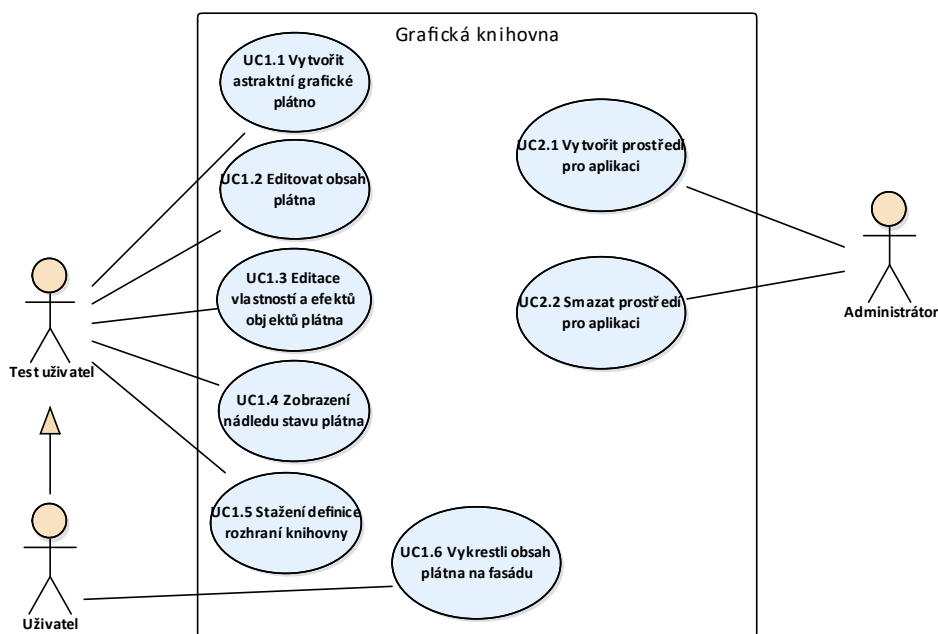 Grafická knihovna
UC1.1 Vytvořit
astraktní grafické
plátno
UC1.2 Editovat obsah
plátna
UC1.3 Editace
vlastností a efektů
objektů plátna
UC1.4 Zobrazení
nádledu stavu plátna
UC1.5 Stažení definice
rozhraní knihovny
UC1.6 Vykrestli obsah
plátna na fasádu
UC2.1 Vytvořit prostředí
pro aplikaci
UC2.2 Smazat prostředí
pro aplikaci
Test uživatel
Uživatel
Administrátor